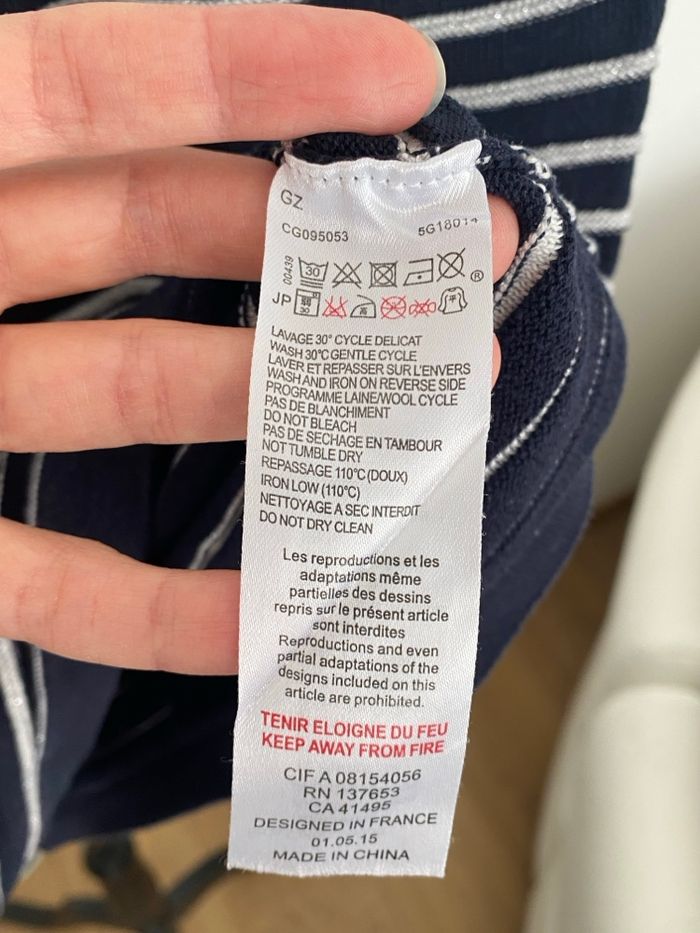 GZ
CG095053 5G18014
00439 30 ®
JP 30
LAVAGE 30° CYCLE DELICAT
WASH 30°C GENTLE CYCLE
LAVER ET REPASSER SUR L'ENVERS
WASH AND IRON ON REVERSE SIDE
PROGRAMME LAINE/WOOL CYCLE
PAS DE BLANCHIMENT
DO NOT BLEACH
PAS DE SECHAGE EN TAMBOUR
NOT TUMBLE DRY
REPASSAGE 110°C (DOUX)
IRON LOW (110°C)
NETTOYAGE A SEC INTERDIT
DO NOT DRY CLEAN
Les reproductions et les
adaptations même
partielles des dessins
repris sur le présent article
sont interdites
Reproductions and even
partial adaptations of the
designs included on this
article are prohibited.
TENIR ELOIGNE DU FEU
KEEP AWAY FROM FIRE
CIF A 08154056
RN 137653
CA 41495
DESIGNED IN FRANCE
01.05.15
MADE IN CHINA